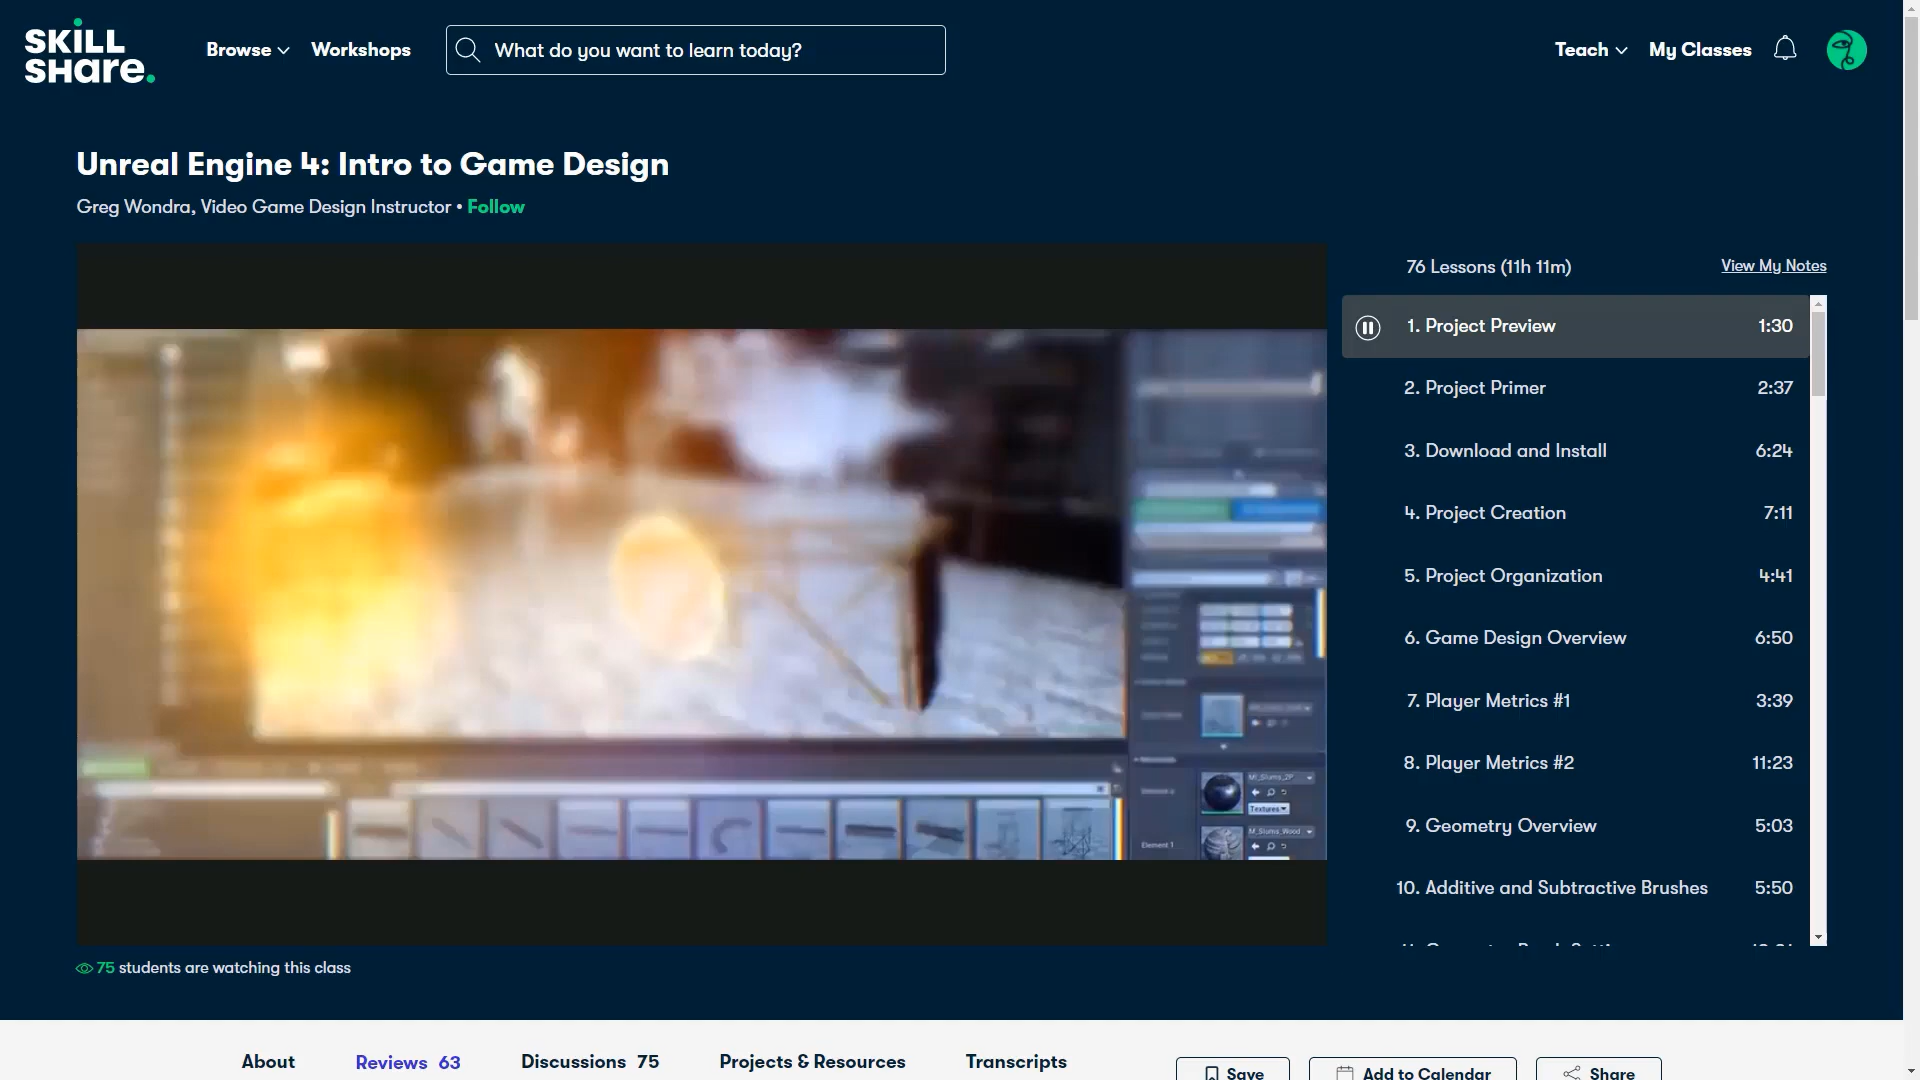 SKILL
SHare.
Browse
Workshops
What do you want to learn today?
Teach
My Classes
Unreal Engine 4: Intro to Game Design
Greg Wondra, Video Game Design Instructor • Follow
76 Lessons (11h 11m)
View My Notes
1. Project Preview 1:30
2. Project Primer 2:37
3. Download and Install 6:24
4. Project Creation 7:11
5. Project Organization 4:41
6. Game Design Overview 6:50
7. Player Metrics #1 3:39
8. Player Metrics #2 11:23
9. Geometry Overview 5:03
10. Additive and Subtractive Brushes 5:50
Textures
M_Slums_Wood
Element 1
75 students are watching this class
About
Reviews 63
Discussions 75
Projects & Resources
Transcripts
Save
Add to Calendar
Share